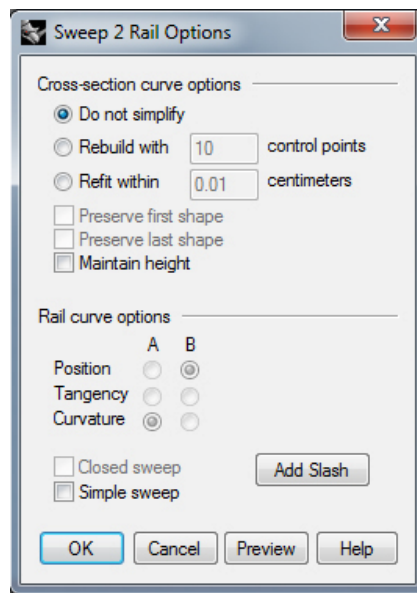 Sweep 2 Rail Options
Cross-section curve options
Do not simplify
Rebuild with 10 control points
Refit within 0.01 centimeters
Preserve first shape
Preserve last shape
Maintain height
Rail curve options
A B
Position
Tangency
Curvature
Closed sweep Add Slash
Simple sweep
OK Cancel Preview Help